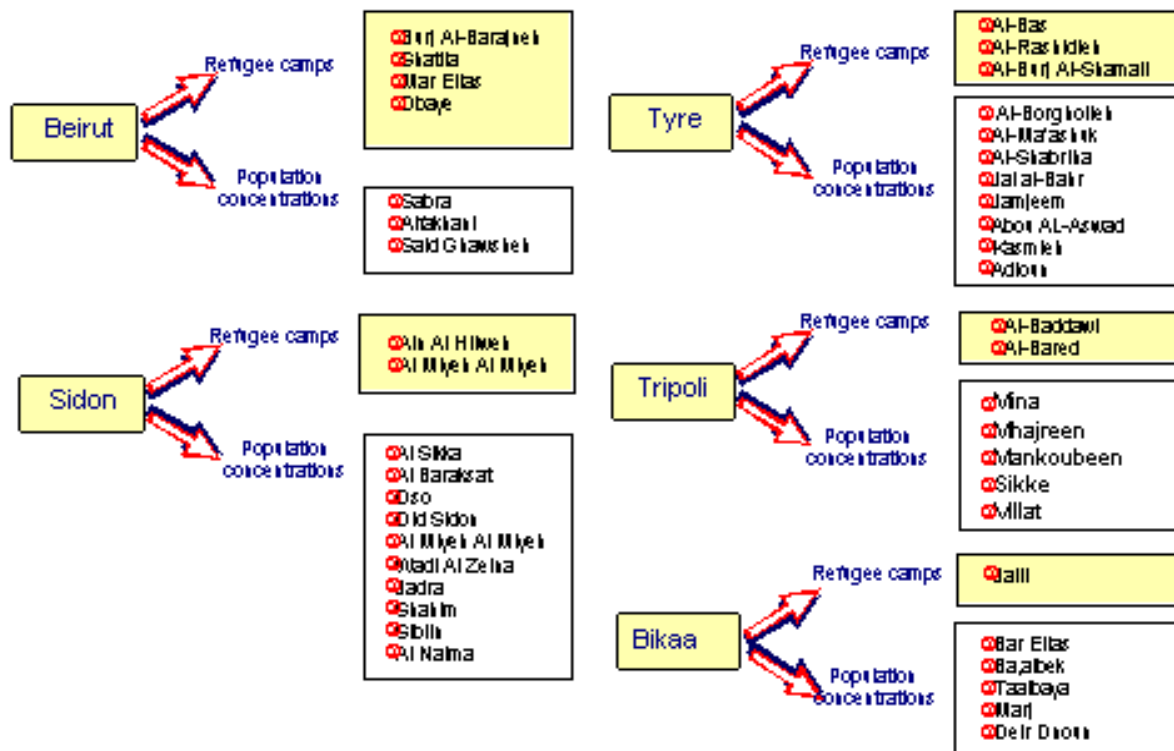 Beirut
Refugee camps
Burj Al-Barajneh
Shatila
Mar Elias
Dbaye
Population
concentrations
Sabra
Alfakhani
Said Ghawsheh
Tyre
Refugee camps
Al-Bas
Al-Rashidieh
Al-Burj Al-Shamali
Population
concentrations
Al-Borgholieh
Al-Ma'ashuk
Al-Shabriha
Jal al-Bahr
Jamjeem
Abou AL-Aswad
Kasmieh
Adloun
Sidon
Refugee camps
Ain Al Hilweh
Al Miyeh Al Miyeh
Population
concentrations
Al Sikka
Al Baraksat
Old Sidon
Al Miyeh Al Miyeh
Wadi Al Zeina
Jadra
Shahim
Siblin
Al Naima
Tripoli
Refugee camps
Al-Baddawi
Al-Bared
Population
concentrations
Mina
Mhajreen
Mankoubeen
Sikke
Millat
Bikaa
Refugee camps
Jalil
Population
concentrations
Bar Elias
Ba,albek
Taalbaya
Marj
Deir Dnoun